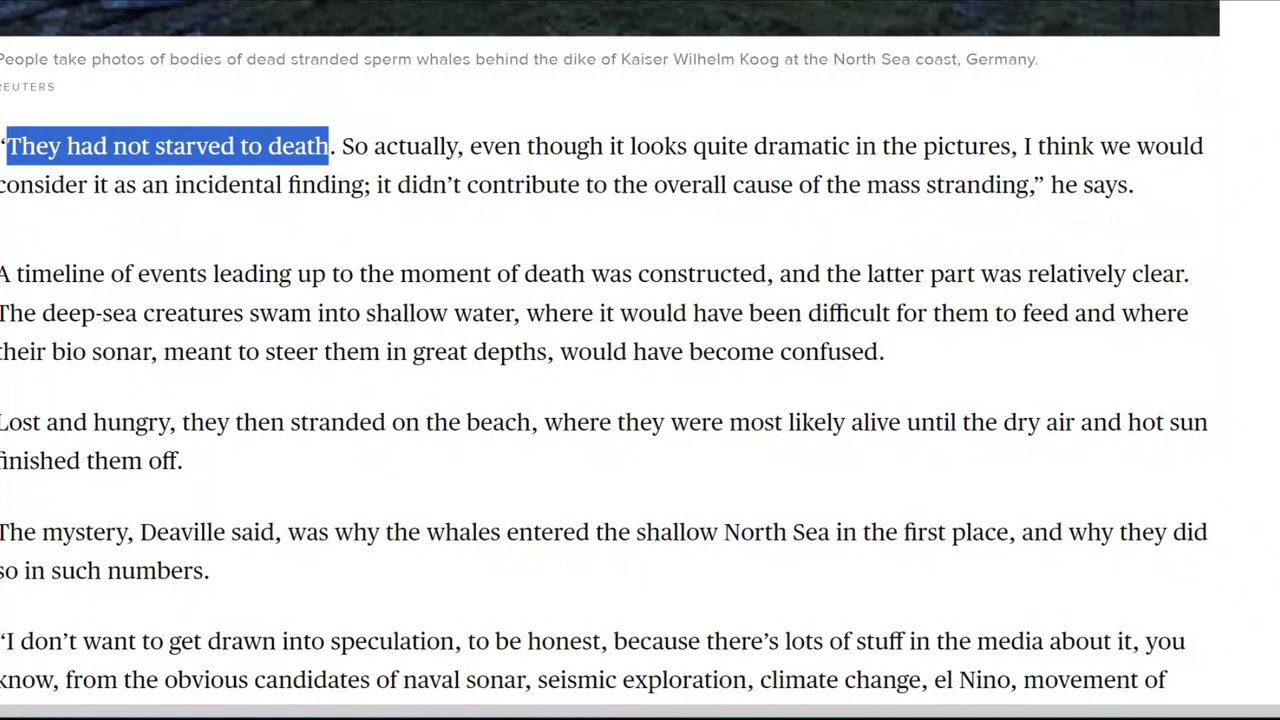 People take photos of bodies of dead stranded sperm whales behind the dike of Kaiser Wilhelm Koog at the North Sea coast, Germany.
REUTERS
“They had not starved to death. So actually, even though it looks quite dramatic in the pictures, I think we would
consider it as an incidental finding; it didn’t contribute to the overall cause of the mass stranding,” he says.
A timeline of events leading up to the moment of death was constructed, and the latter part was relatively clear.
The deep-sea creatures swam into shallow water, where it would have been difficult for them to feed and where
their bio sonar, meant to steer them in great depths, would have become confused.
Lost and hungry, they then stranded on the beach, where they were most likely alive until the dry air and hot sun
finished them off.
The mystery, Deaville said, was why the whales entered the shallow North Sea in the first place, and why they did
so in such numbers.
“I don’t want to get drawn into speculation, to be honest, because there’s lots of stuff in the media about it, you
know, from the obvious candidates of naval sonar, seismic exploration, climate change, el Nino, movement of